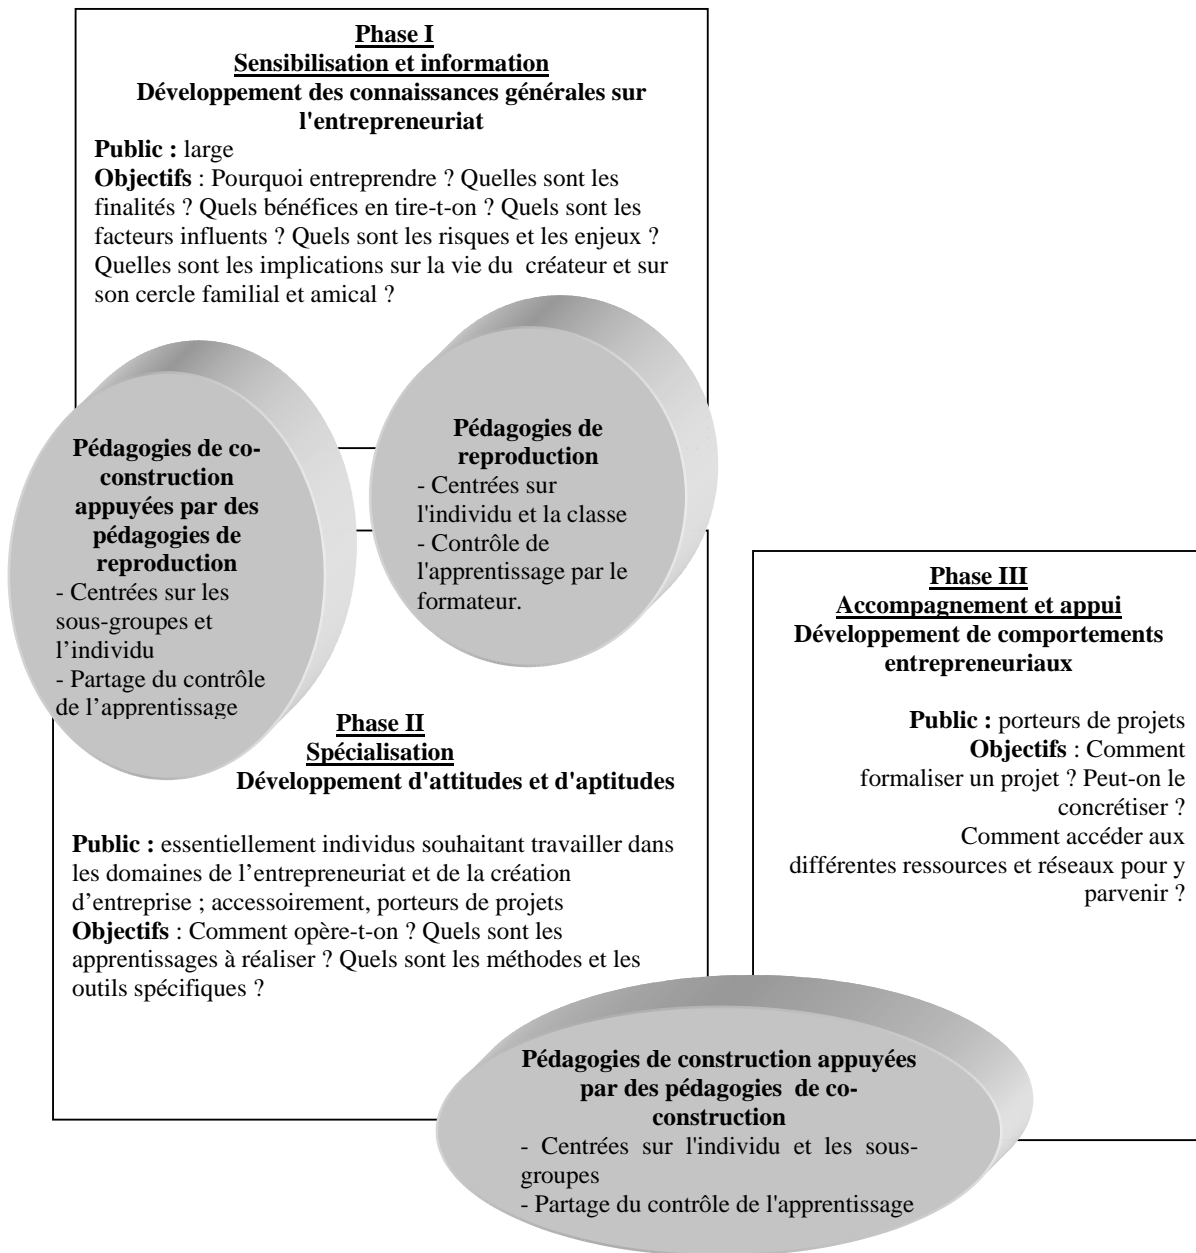 Phase I
Sensibilisation et information
Développement des connaissances générales sur
l'entrepreneuriat
Public : large
Objectifs : Pourquoi entreprendre ? Quelles sont les
finalités ? Quels bénéfices en tire-t-on ? Quels sont les
facteurs influents ? Quels sont les risques et les enjeux ?
Quelles sont les implications sur la vie du créateur et sur
son cercle familial et amical ?
Pédagogies de co-
construction
appuyées par des
pédagogies de
reproduction
- Centrées sur les
sous-groupes et
l’individu
- Partage du contrôle
de l’apprentissage
Pédagogies de
reproduction
- Centrées sur
l'individu et la classe
- Contrôle de
l'apprentissage par le
formateur.
Phase II
Spécialisation
Développement d'attitudes et d'aptitudes
Public : essentiellement individus souhaitant travailler dans
les domaines de l’entrepreneuriat et de la création
d’entreprise ; accessoirement, porteurs de projets
Objectifs : Comment opère-t-on ? Quels sont les
apprentissages à réaliser ? Quels sont les méthodes et les
outils spécifiques ?
Phase III
Accompagnement et appui
Développement de comportements
entrepreneuriaux
Public : porteurs de projets
Objectifs : Comment
formaliser un projet ? Peut-on le
concrétiser ?
Comment accéder aux
différentes ressources et réseaux pour y
parvenir ?
Pédagogies de construction appuyées
par des pédagogies de co-
construction
- Centrées sur l'individu et les sous-
groupes
- Partage du contrôle de l'apprentissage